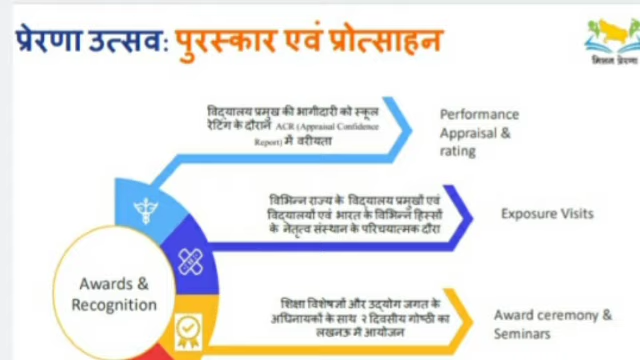 प्रेरणा उत्सव: पुरस्कार एवं प्रोत्साहन
मिशन प्रेरणा
विद्यालय प्रमुख की भागीदारी को स्कूल
रेटिंग के दौरान ACR (Appraisal Confidence
Report) में वरीयता
Performance
Appraisal &
rating
विभिन्न राज्य के विद्यालय प्रमुखों एवं
विद्यालयों एवं भारत के विभिन्न हिस्सों
के नेतृत्व संस्थान के परिचयात्मक दौरा
Exposure Visits
Awards &
Recognition
शिक्षा विशेषज्ञों और उद्योग जगत के
अधिनायकों के साथ २ दिवसीय गोष्ठी का
लखनऊ में आयोजन
Award ceremony &
Seminars